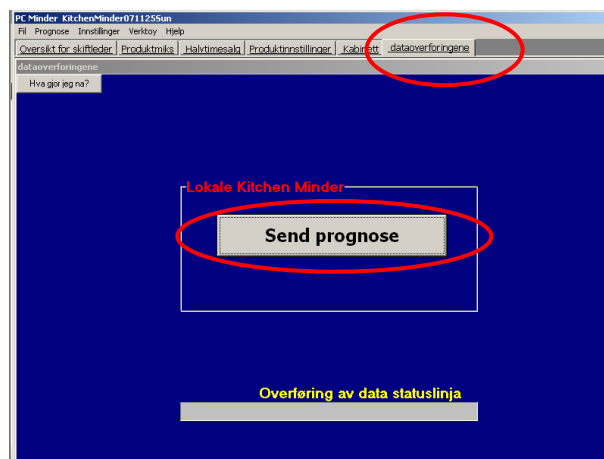 PC Minder KitchenMinder071125Sun
Fil Prognose Innstillinger Verktoy Hjelp
Oversikt for skiftleder Produktmiks Halvtimesalg Produktinnstillinger Kabinett dataoverforingene
dataoverforingene
Hva gjor jeg na?
Lokale Kitchen Minder
Send prognose
Overføring av data statuslinja